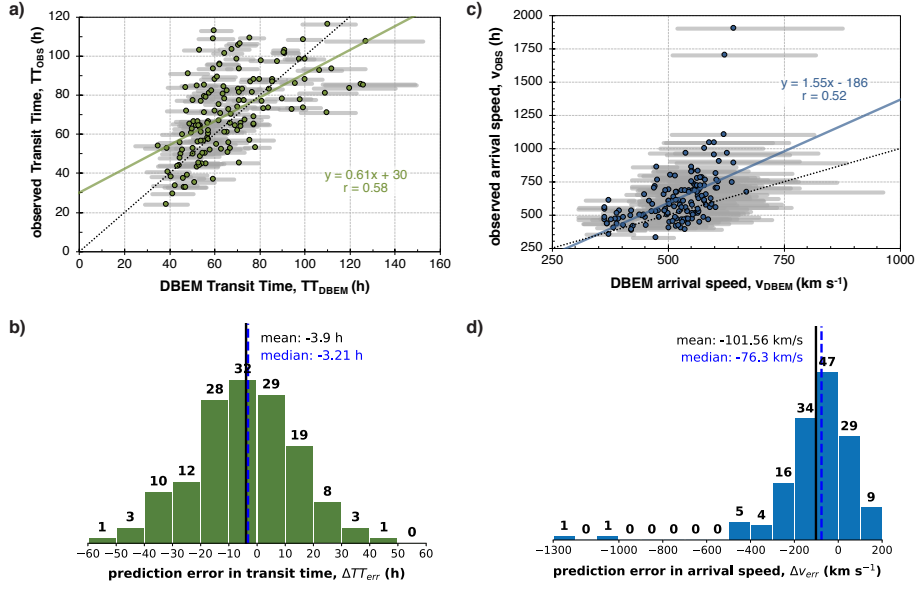 a)
observed Transit Time, TT_OBS (h)
120
100
80
60
40
20
0
y = 0.61x + 30
r = 0.58
0 20 40 60 80 100 120 140 160
DBEM Transit Time, TT_DBEM (h)
c)
observed arrival speed, v_OBS (h)
2000
1750
1500
1250
1000
750
500
250
y = 1.55x - 186
r = 0.52
250 500 750 1000
DBEM arrival speed, v_DBEM (km s⁻¹)
b)
mean: -3.9 h
median: -3.21 h
1 3 10 12 28 32 29 19 8 3 1 0
−60 −50 −40 −30 −20 −10 0 10 20 30 40 50 60
prediction error in transit time, ΔTT_err (h)
d)
mean: -101.56 km/s
median: -76.3 km/s
1 0 1 0 0 0 0 0 5 4 16 34 47 29 9
−1300 −1000 −800 −600 −400 −200 0 200
prediction error in arrival speed, Δv_err (km s⁻¹)